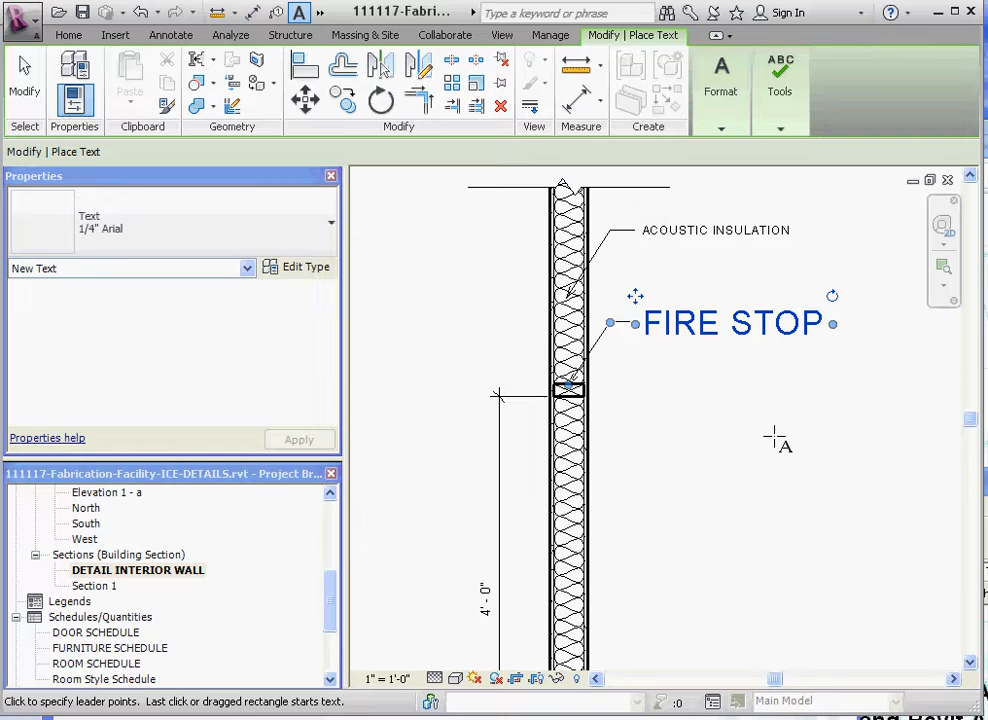 111117-Fabri...
Type a keyword or phrase
Sign In
Home
Insert
Annotate
Analyze
Structure
Massing & Site
Collaborate
View
Manage
Modify | Place Text
Modify
Paste
A
Format
ABC
Tools
Select
Properties
Clipboard
Geometry
Modify
View
Measure
Create
Modify | Place Text
Properties
Text
1/4" Arial
New Text
Edit Type
Properties help
Apply
111117-Fabrication-Facility-ICE-DETAILS.rvt - Project Br...
Elevation 1 - a
North
South
West
Sections (Building Section)
DETAIL INTERIOR WALL
Section 1
Legends
Schedules/Quantities
DOOR SCHEDULE
FURNITURE SCHEDULE
ROOM SCHEDULE
Room Style Schedule
ACOUSTIC INSULATION
FIRE STOP
A
4' - 0"
2D
1" = 1'-0"
Click to specify leader points. Last click or dragged rectangle starts text.
:0
Main Model